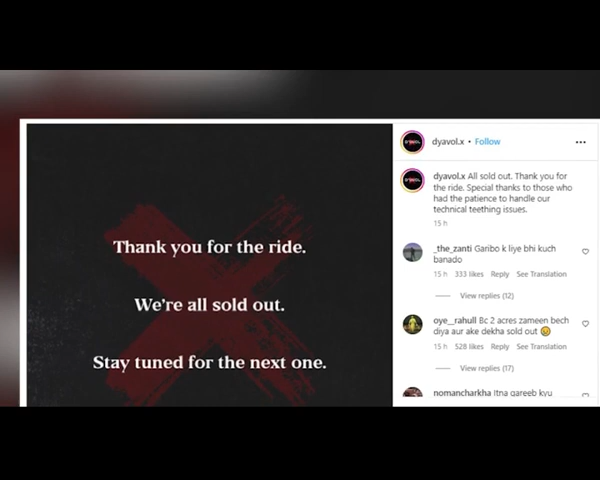 Thank you for the ride.
We're all sold out.
Stay tuned for the next one.
dyavol.x • Follow
dyavol.x All sold out. Thank you for
the ride. Special thanks to those who
had the patience to handle our
technical teething issues.
15 h
_the_zanti Garibo k liye bhi kuch
banado
15 h 333 likes Reply See Translation
View replies (12)
oye__rahull Bc 2 acres zameen bech
diya aur ake dekha sold out
15 h 528 likes Reply See Translation
View replies (17)
nomancharkha Itna gareeb kyu